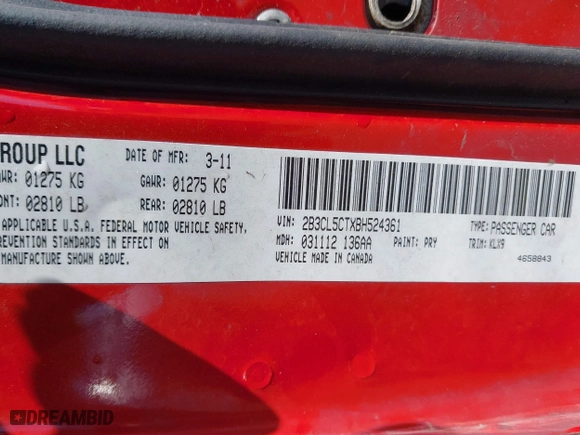 ROUP LLC DATE OF MFR: 3-11
WR: 01275 KG GAWR: 01275 KG
ONT: 02810 LB REAR: 02810 LB
APPLICABLE U.S.A. FEDERAL MOTOR VEHICLE SAFETY,
REVENTION STANDARDS IN EFFECT ON
MANUFACTURE SHOWN ABOVE.
VIN: 2B3CL5CTXBH524361 TYPE: PASSENGER CAR
MDH: 031112 136AA PAINT: PRY TRIM: KLX9
VEHICLE MADE IN CANADA 4658843
DREAMBID